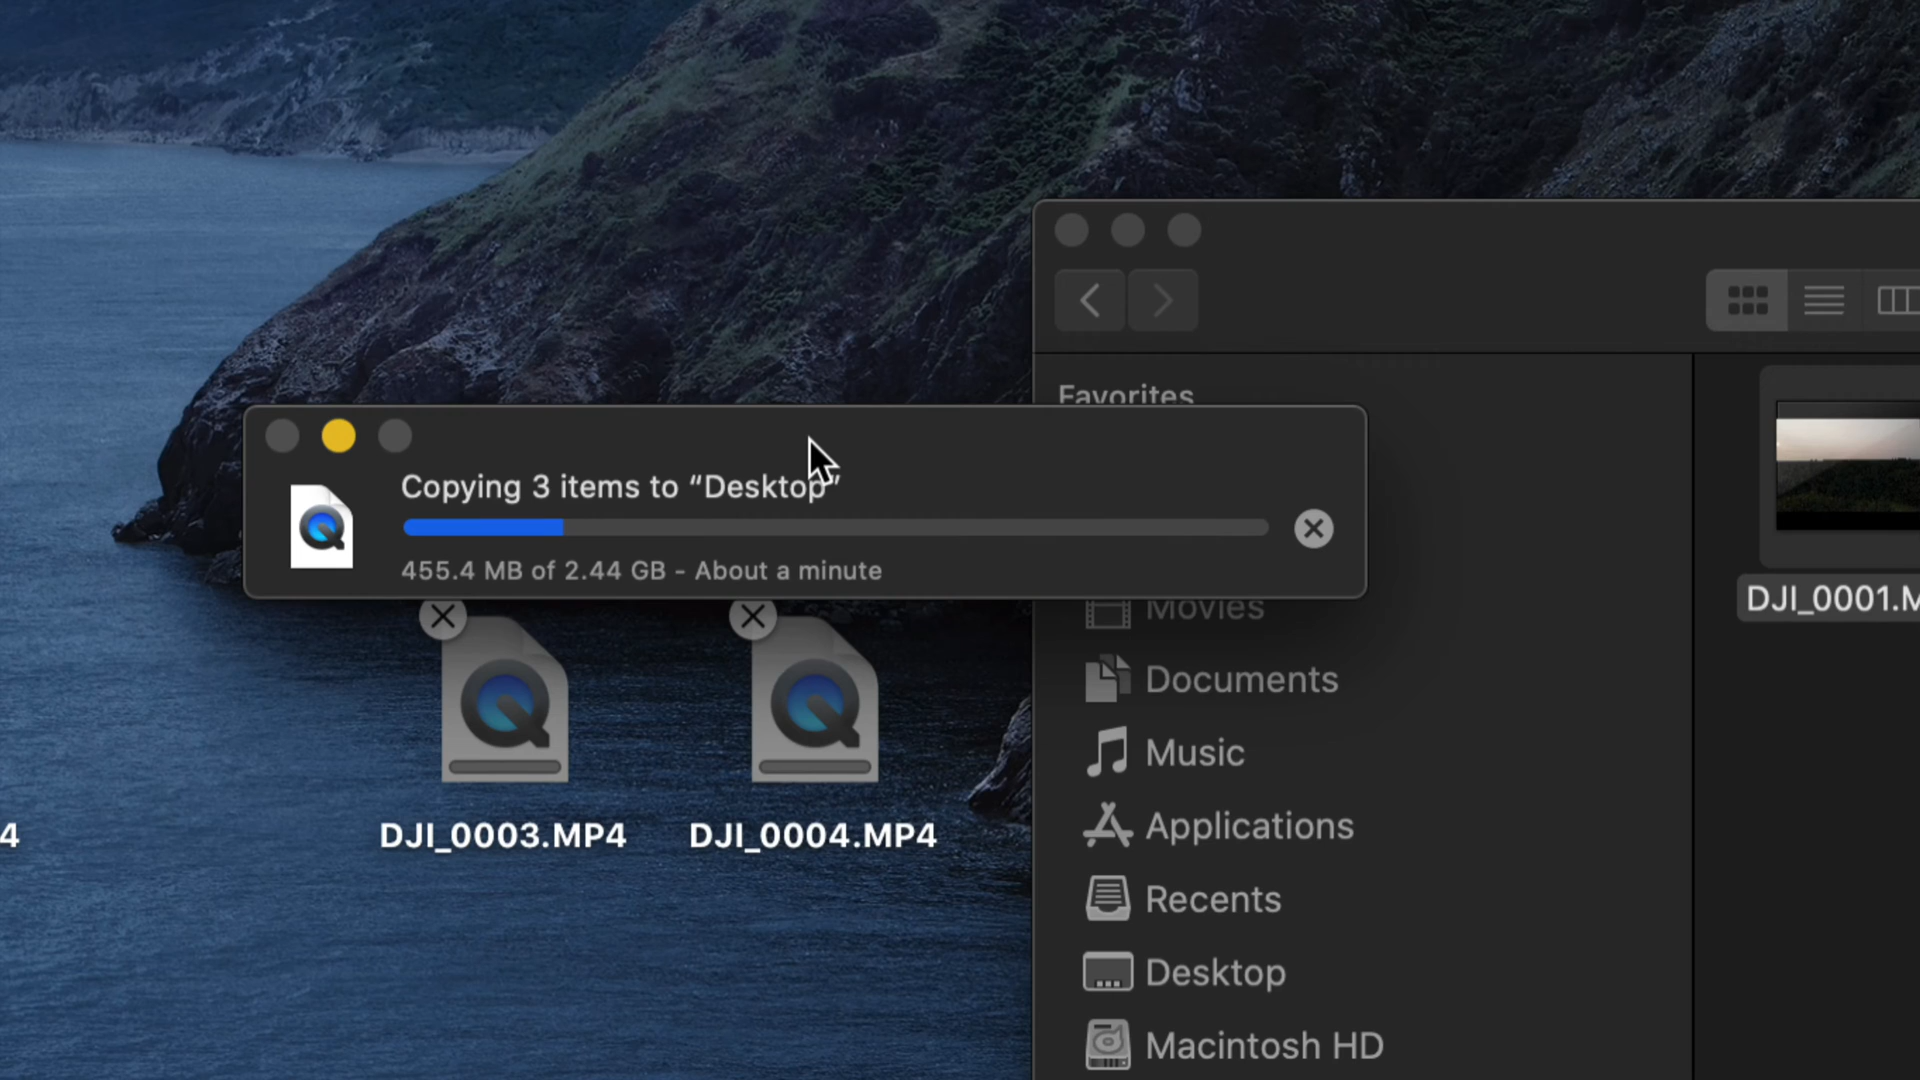 Favorites
Copying 3 items to “Desktop”
455.4 MB of 2.44 GB - About a minute
DJI_0001.M
Movies
Documents
Music
Applications
Recents
Desktop
Macintosh HD
4
DJI_0003.MP4
DJI_0004.MP4